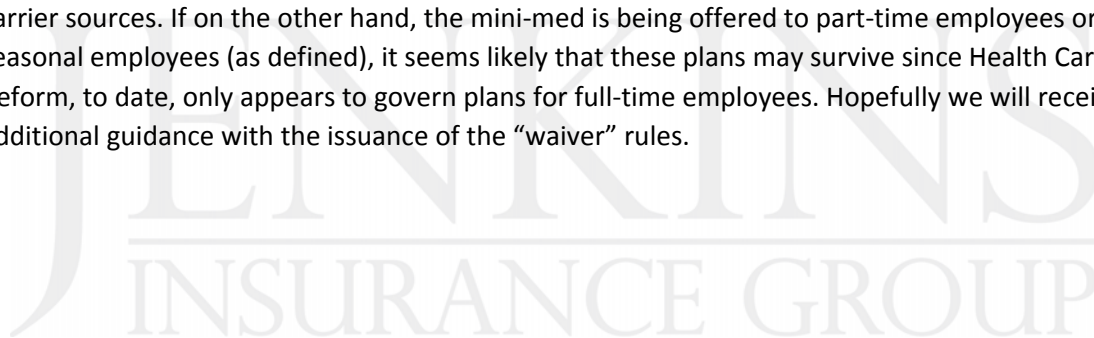 arrier sources. If on the other hand, the mini-med is being offered to part-time employees or
easonal employees (as defined), it seems likely that these plans may survive since Health Car
eform, to date, only appears to govern plans for full-time employees. Hopefully we will recei
dditional guidance with the issuance of the “waiver” rules.
JENKINS
INSURANCE GROUP